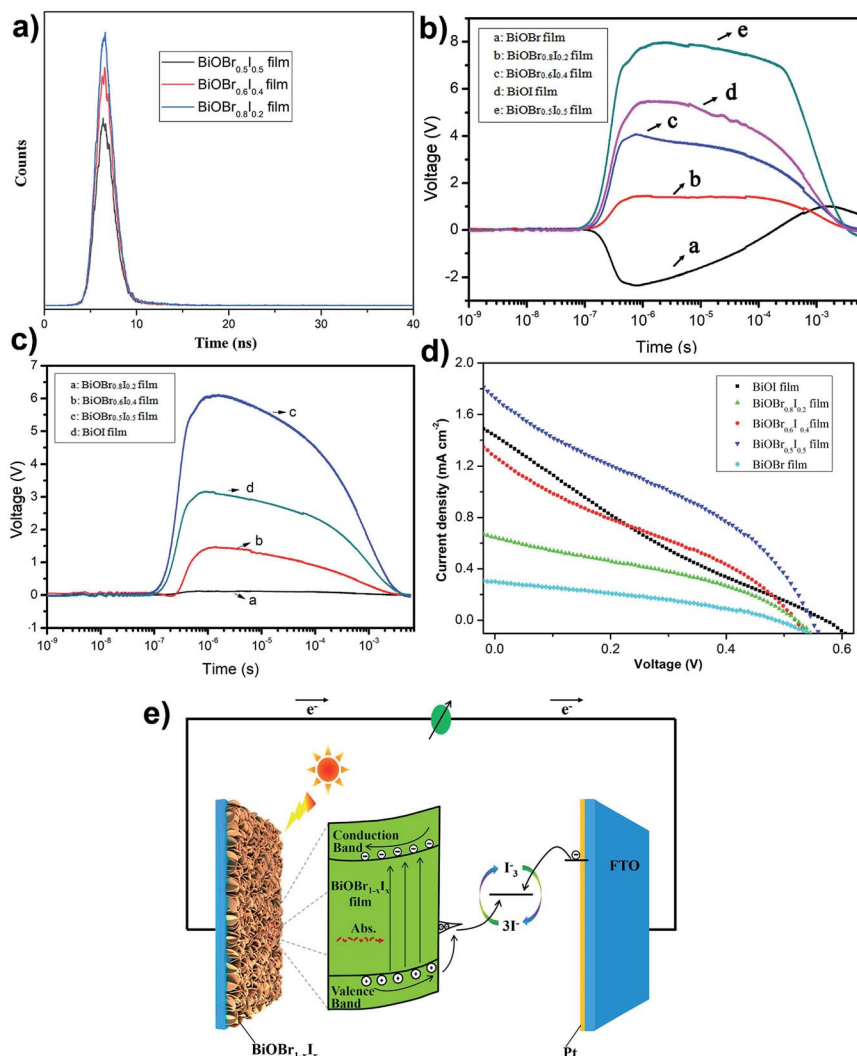 a)
BiOBr0.5I0.5 film
BiOBr0.6I0.4 film
BiOBr0.8I0.2 film
Counts
0 10 20 30 40
Time (ns)
b)
a: BiOBr film
b: BiOBr0.8I0.2 film
c: BiOBr0.6I0.4 film
d: BiOI film
e: BiOBr0.5I0.5 film
e
d
c
b
a
8
6
4
2
0
-2
Voltage (V)
10⁻⁹ 10⁻⁸ 10⁻⁷ 10⁻⁶ 10⁻⁵ 10⁻⁴ 10⁻³
Time (s)
c)
a: BiOBr0.8I0.2 film
b: BiOBr0.6I0.4 film
c: BiOBr0.5I0.5 film
d: BiOI film
c
d
b
a
6
5
4
3
2
1
0
-1
Voltage (V)
10⁻⁹ 10⁻⁸ 10⁻⁷ 10⁻⁶ 10⁻⁵ 10⁻⁴ 10⁻³
Time (s)
d)
BiOI film
BiOBr0.8I0.2 film
BiOBr0.6I0.4 film
BiOBr0.5I0.5 film
BiOBr film
2.0
1.6
1.2
0.8
0.4
0.0
Current density (mA cm⁻²)
0.0 0.2 0.4 0.6
Voltage (V)
e)
e⁻ e⁻
Conduction
Band
BiOBr1-xIx
film
Abs.
Valence
Band
I⁻3
3I⁻
FTO
BiOBr1-xIx
Pt